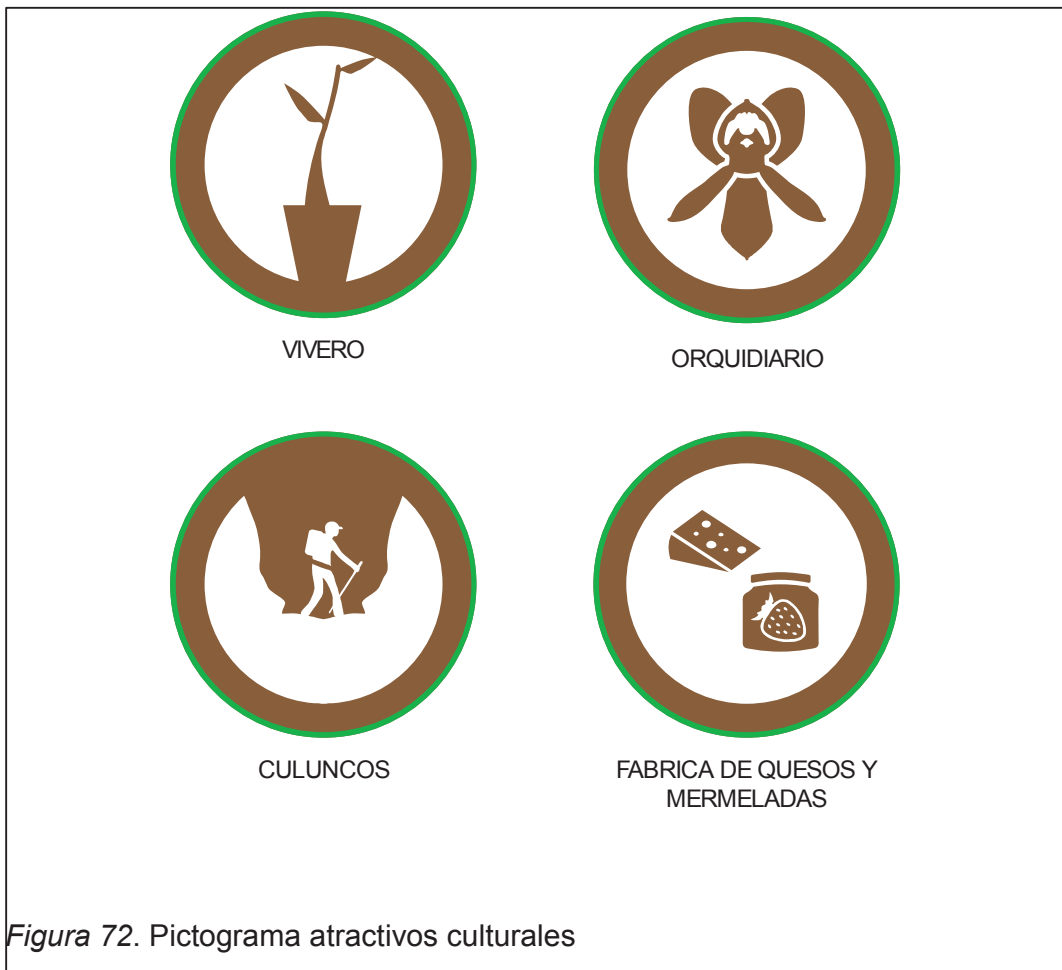 VIVERO
ORQUIDIARIO
CULUNCOS
FABRICA DE QUESOS Y
MERMELADAS
Figura 72. Pictograma atractivos culturales